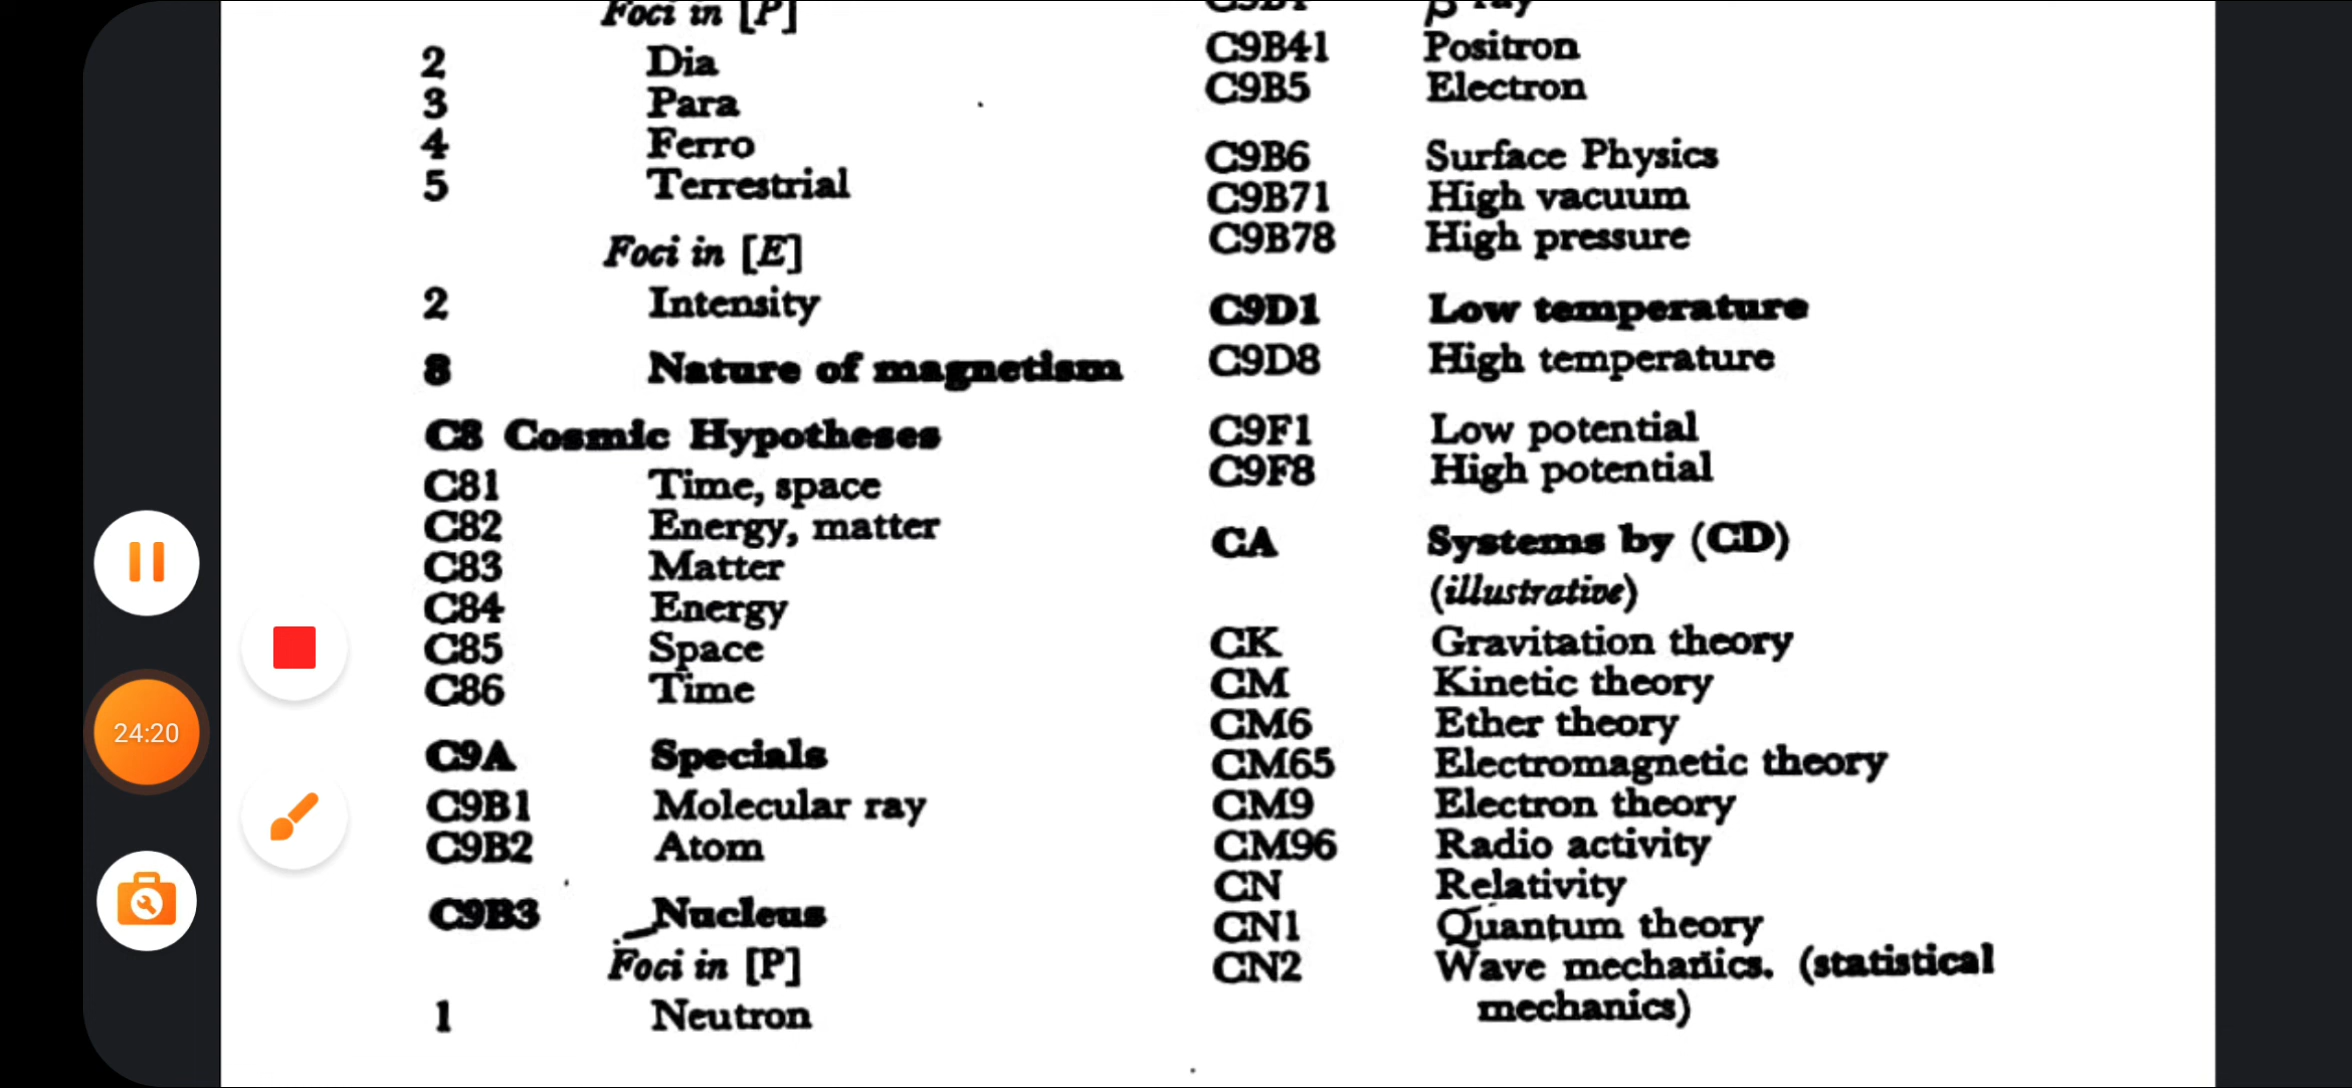 Foci in [P]
2 Dia
3 Para
4 Ferro
5 Terrestrial
Foci in [E]
2 Intensity
8 Nature of magnetism
C8 Cosmic Hypotheses
C81 Time, space
C82 Energy, matter
C83 Matter
C84 Energy
C85 Space
C86 Time
C9A Specials
C9B1 Molecular ray
C9B2 Atom
C9B3 Nucleus
Foci in [P]
1 Neutron
ray
C9B41 Positron
C9B5 Electron
C9B6 Surface Physics
C9B71 High vacuum
C9B78 High pressure
C9D1 Low temperature
C9D8 High temperature
C9F1 Low potential
C9F8 High potential
CA Systems by (CD)
(illustrative)
CK Gravitation theory
CM Kinetic theory
CM6 Ether theory
CM65 Electromagnetic theory
CM9 Electron theory
CM96 Radio activity
CN Relativity
CN1 Quantum theory
CN2 Wave mechanics. (statistical
mechanics)
24:20